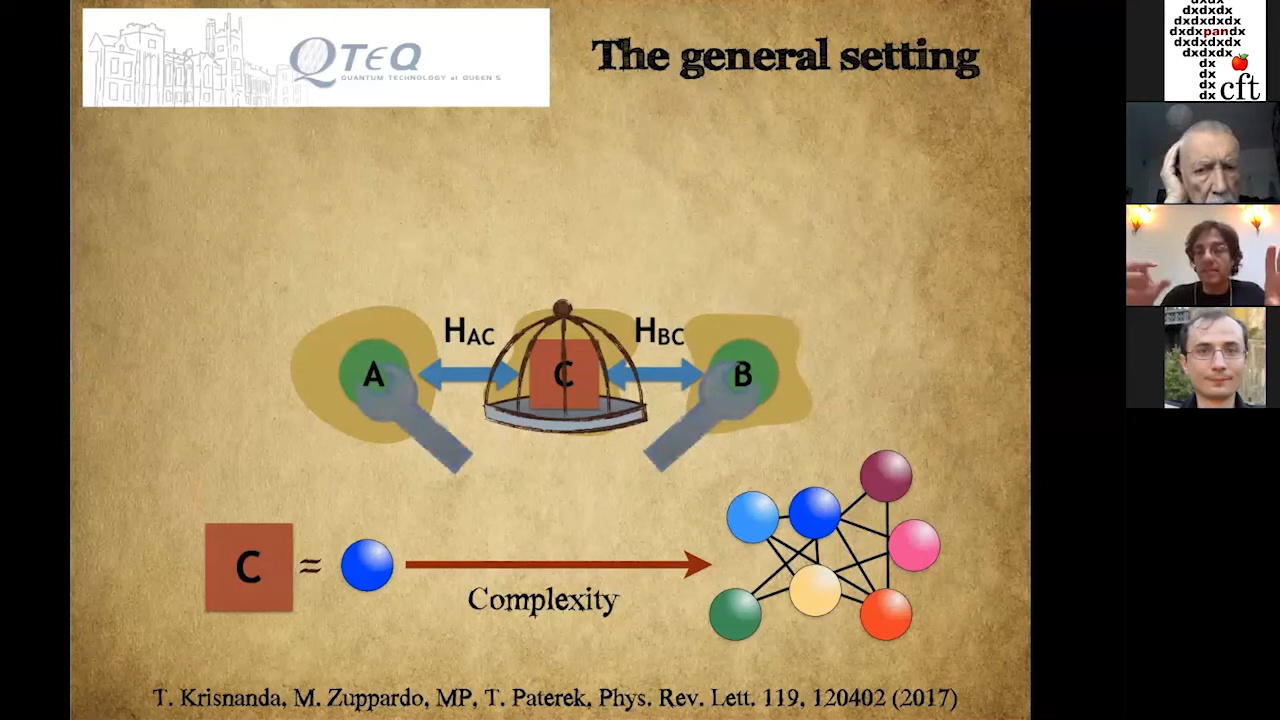 QTEQ
QUANTUM TECHNOLOGY at QUEEN'S
The general setting
HAC
HBC
A
C
B
C ≈
Complexity
T. Krisnanda, M. Zuppardo, MP, T. Paterek, Phys. Rev. Lett. 119, 120402 (2017)
dxdx
dxdxdx
dxdxdxdx
dxdxpandx
dxdxdxdx
dxdxdx
dx
dx
dx
dx
cft